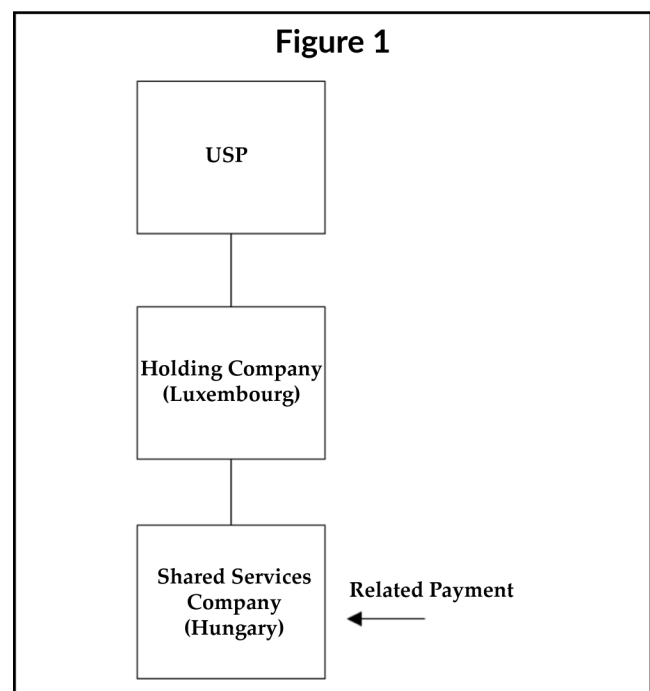 Figure 1
USP
Holding Company
(Luxembourg)
Shared Services
Company
(Hungary)
Related Payment